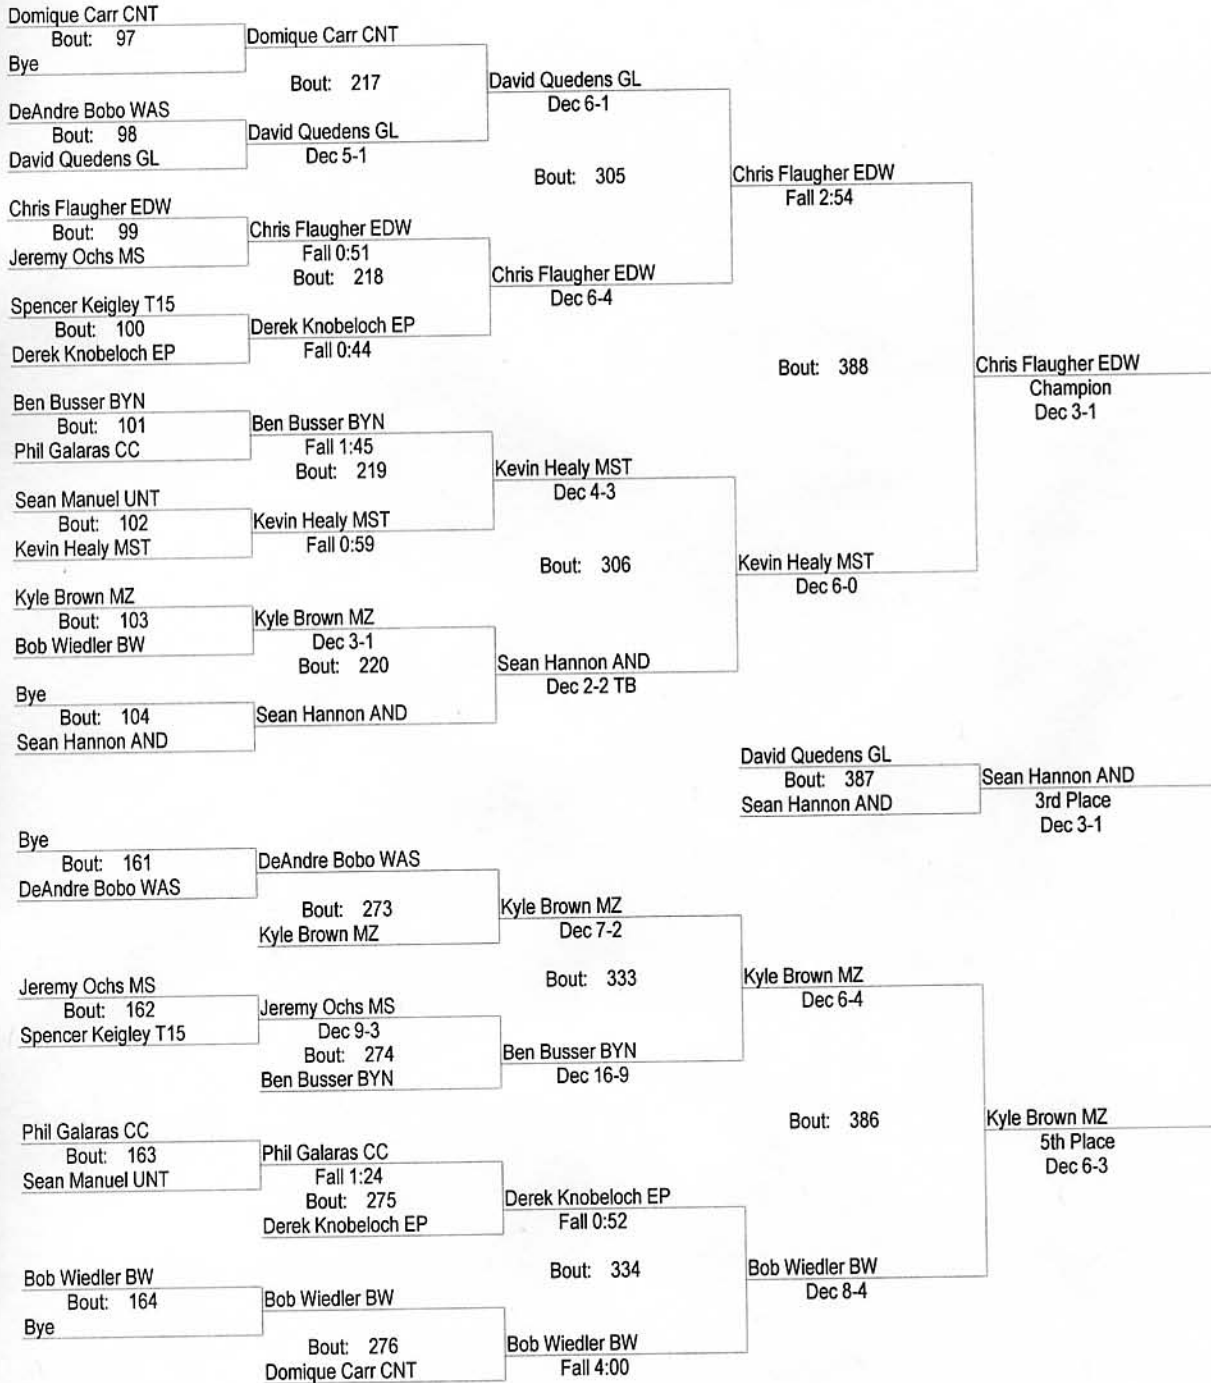 Domique Carr CNT
Bout: 97
Bye
Domique Carr CNT
Bout: 217
DeAndre Bobo WAS
Bout: 98
David Quedens GL
David Quedens GL
Dec 5-1
David Quedens GL
Dec 6-1
Bout: 305
Chris Flaugher EDW
Bout: 99
Jeremy Ochs MS
Chris Flaugher EDW
Fall 0:51
Bout: 218
Spencer Keigley T15
Bout: 100
Derek Knobeloch EP
Derek Knobeloch EP
Fall 0:44
Chris Flaugher EDW
Dec 6-4
Chris Flaugher EDW
Fall 2:54
Bout: 388
Ben Busser BYN
Bout: 101
Phil Galaras CC
Ben Busser BYN
Fall 1:45
Bout: 219
Sean Manuel UNT
Bout: 102
Kevin Healy MST
Kevin Healy MST
Fall 0:59
Kevin Healy MST
Dec 4-3
Bout: 306
Kyle Brown MZ
Bout: 103
Bob Wiedler BW
Kyle Brown MZ
Dec 3-1
Bout: 220
Bye
Bout: 104
Sean Hannon AND
Sean Hannon AND
Sean Hannon AND
Dec 2-2 TB
Kevin Healy MST
Dec 6-0
Chris Flaugher EDW
Champion
Dec 3-1
David Quedens GL
Bout: 387
Sean Hannon AND
Sean Hannon AND
3rd Place
Dec 3-1
Bye
Bout: 161
DeAndre Bobo WAS
DeAndre Bobo WAS
Bout: 273
Kyle Brown MZ
Kyle Brown MZ
Dec 7-2
Bout: 333
Jeremy Ochs MS
Bout: 162
Spencer Keigley T15
Jeremy Ochs MS
Dec 9-3
Bout: 274
Ben Busser BYN
Ben Busser BYN
Dec 16-9
Kyle Brown MZ
Dec 6-4
Bout: 386
Phil Galaras CC
Bout: 163
Sean Manuel UNT
Phil Galaras CC
Fall 1:24
Bout: 275
Derek Knobeloch EP
Derek Knobeloch EP
Fall 0:52
Bout: 334
Bob Wiedler BW
Bout: 164
Bye
Bob Wiedler BW
Bout: 276
Domique Carr CNT
Bob Wiedler BW
Fall 4:00
Bob Wiedler BW
Dec 8-4
Kyle Brown MZ
5th Place
Dec 6-3